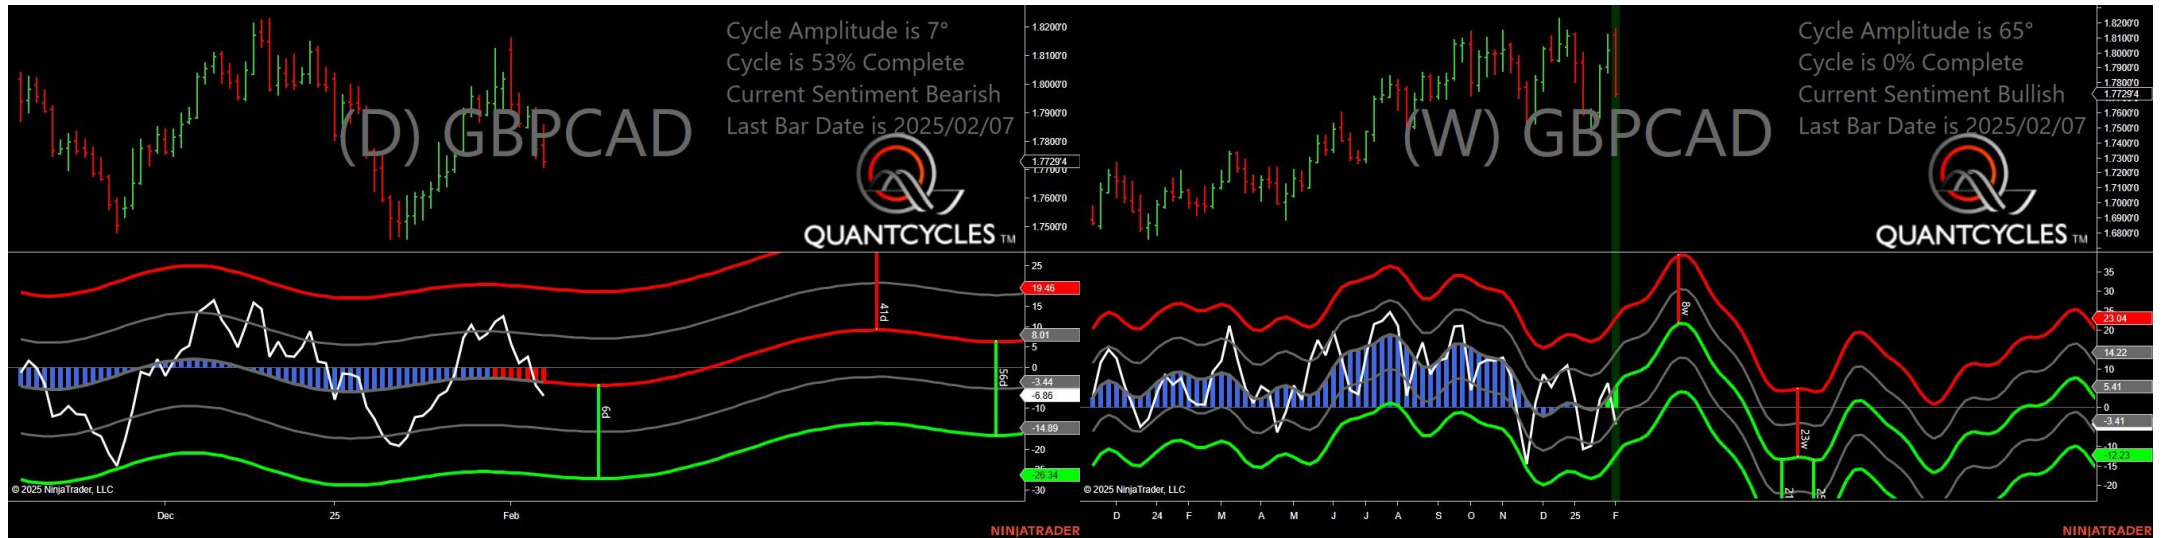 Cycle Amplitude is 7°
Cycle is 53% Complete
Current Sentiment Bearish
Last Bar Date is 2025/02/07
(D) GBPCAD
QUANTCYCLES TM
1.8200'0
1.8100'0
1.8000'0
1.7900'0
1.7800'0
1.7729'4
1.7700'0
1.7600'0
1.7500'0
25
19.46
15
10
8.01
5
0
-3.44
-6.86
-10
-14.89
-20
-26.34
-30
41d
6d
56d
© 2025 NinjaTrader, LLC
Dec 25 Feb
NINJATRADER
Cycle Amplitude is 65°
Cycle is 0% Complete
Current Sentiment Bullish
Last Bar Date is 2025/02/07
(W) GBPCAD
QUANTCYCLES TM
1.8200'0
1.8100'0
1.8000'0
1.7900'0
1.7800'0
1.7729'4
1.7600'0
1.7500'0
1.7400'0
1.7300'0
1.7200'0
1.7100'0
1.7000'0
1.6900'0
1.6800'0
35
30
23.04
20
14.22
10
5.41
0
-3.41
-10
-12.23
-15
-20
8w
23w
21
© 2025 NinjaTrader, LLC
D 24 F M A M J J A S O N D 25 F
NINJATRADER